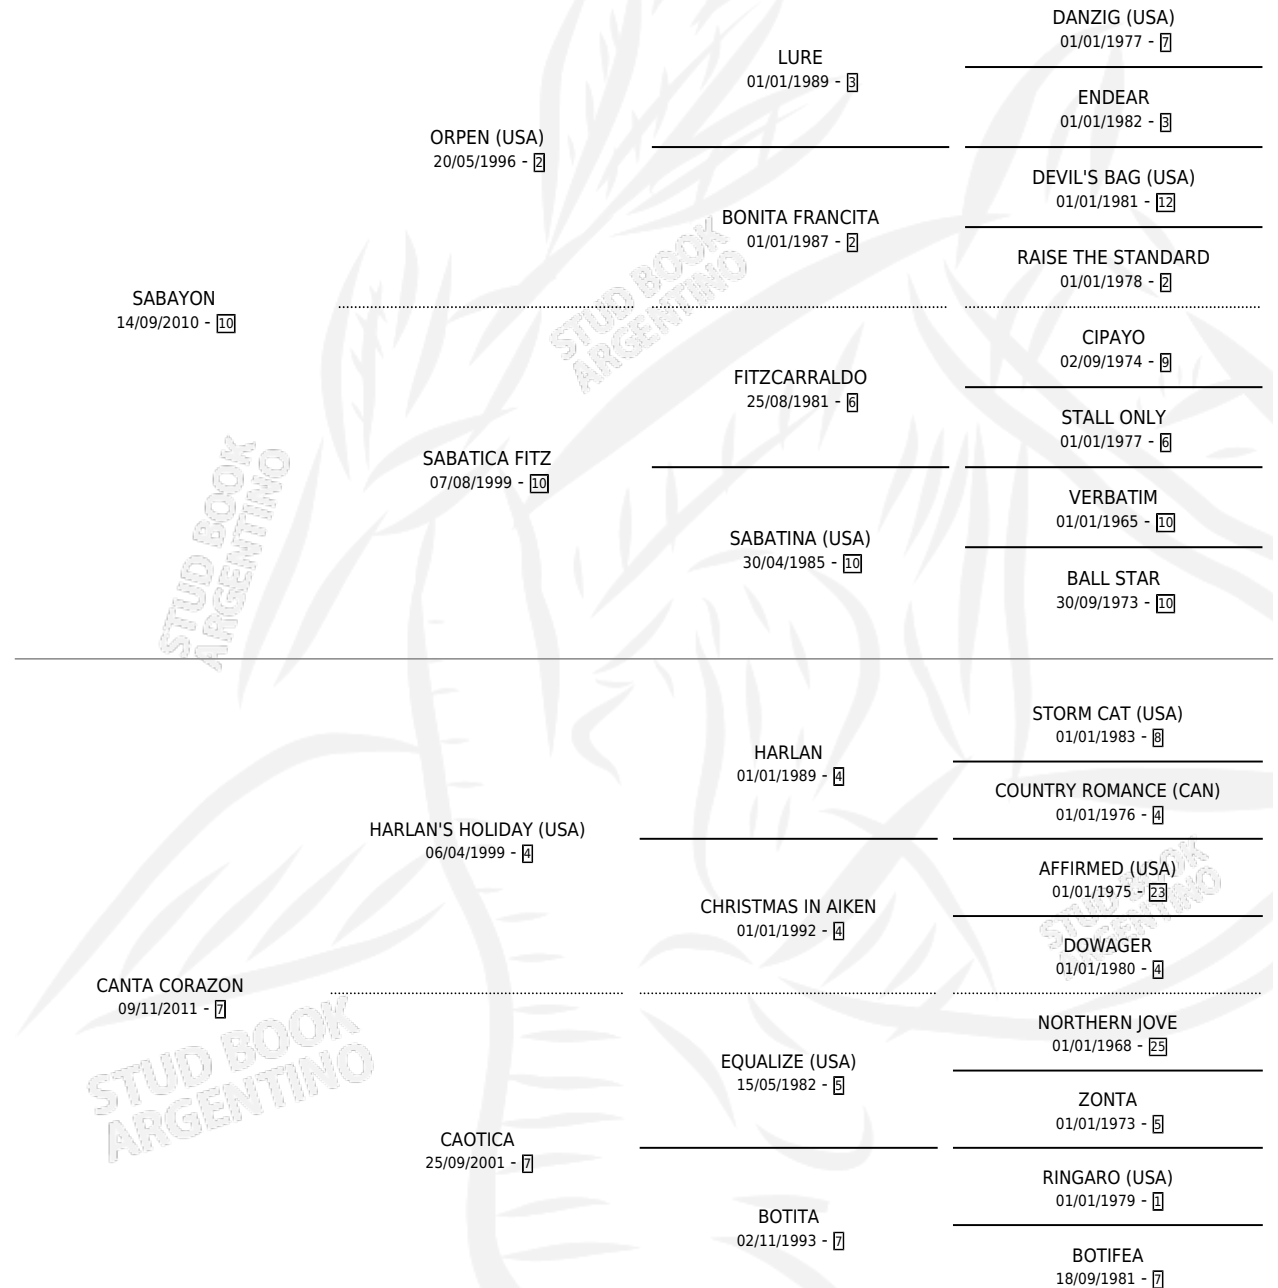 DANZIG (USA)
01/01/1977 - 7
LURE
01/01/1989 - 3
ENDEAR
01/01/1982 - 3
ORPEN (USA)
20/05/1996 - 2
DEVIL'S BAG (USA)
01/01/1981 - 12
BONITA FRANCITA
01/01/1987 - 2
RAISE THE STANDARD
01/01/1978 - 2
SABAYON
14/09/2010 - 10
CIPAYO
02/09/1974 - 9
FITZCARRALDO
25/08/1981 - 6
STALL ONLY
01/01/1977 - 6
SABATICA FITZ
07/08/1999 - 10
VERBATIM
01/01/1965 - 10
SABATINA (USA)
30/04/1985 - 10
BALL STAR
30/09/1973 - 10
STORM CAT (USA)
01/01/1983 - 8
HARLAN
01/01/1989 - 4
COUNTRY ROMANCE (CAN)
01/01/1976 - 4
HARLAN'S HOLIDAY (USA)
06/04/1999 - 4
AFFIRMED (USA)
01/01/1975 - 23
CHRISTMAS IN AIKEN
01/01/1992 - 4
DOWAGER
01/01/1980 - 4
CANTA CORAZON
09/11/2011 - 7
NORTHERN JOVE
01/01/1968 - 25
EQUALIZE (USA)
15/05/1982 - 5
ZONTA
01/01/1973 - 5
CAOTICA
25/09/2001 - 7
RINGARO (USA)
01/01/1979 - 1
BOTITA
02/11/1993 - 7
BOTIFEA
18/09/1981 - 7
STUD BOOK
ARGENTINO
STUD BOOK
ARGENTINO
STUD BOOK
ARGENTINO
STUD BOOK
ARGENTINO